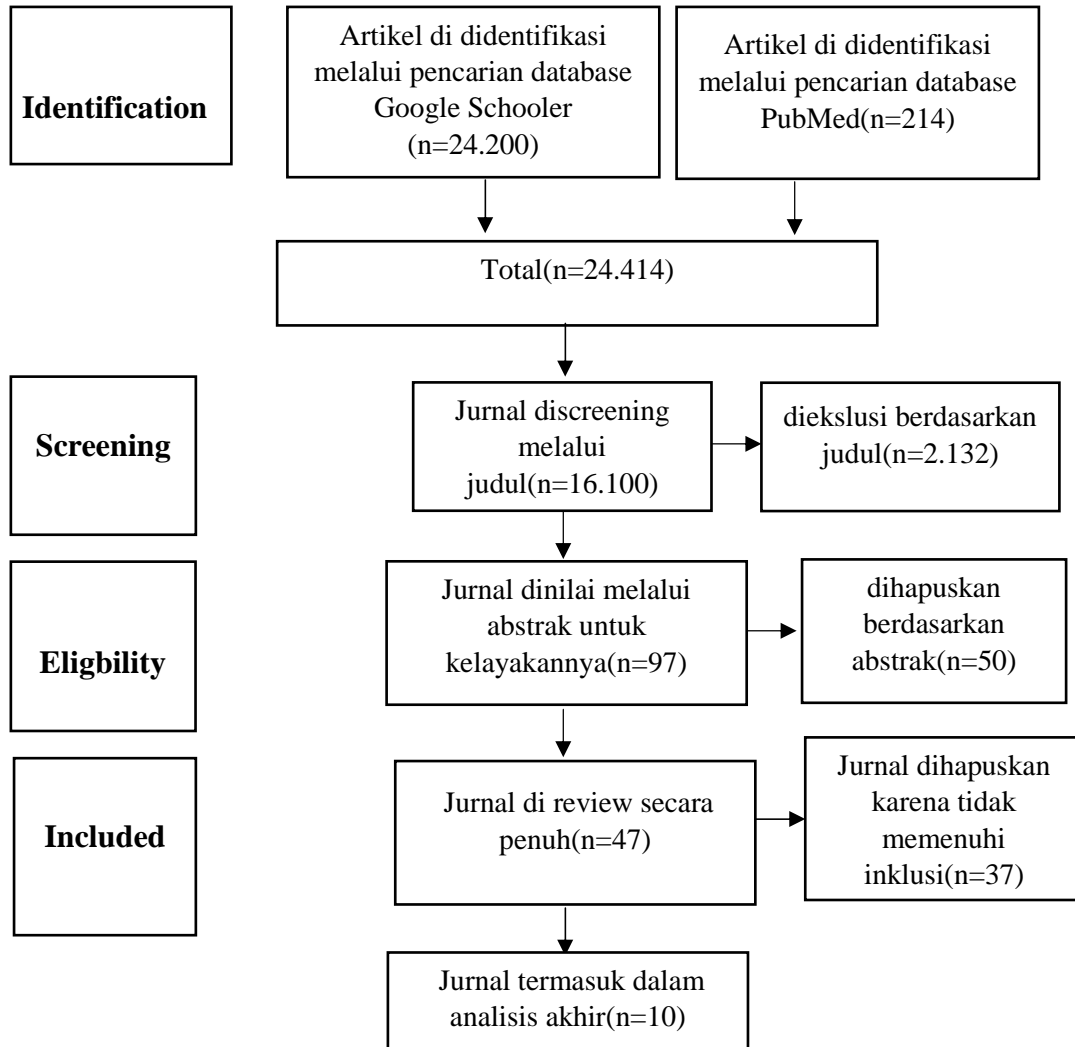 Identification
Artikel di didentifikasi
melalui pencarian database
Google Schooler
(n=24.200)
Artikel di didentifikasi
melalui pencarian database
PubMed(n=214)
Total(n=24.414)
Screening
Jurnal discreening
melalui
judul(n=16.100)
diekslusi berdasarkan
judul(n=2.132)
Eligbility
Jurnal dinilai melalui
abstrak untuk
kelayakannya(n=97)
dihapuskan
berdasarkan
abstrak(n=50)
Included
Jurnal di review secara
penuh(n=47)
Jurnal dihapuskan
karena tidak
memenuhi
inklusi(n=37)
Jurnal termasuk dalam
analisis akhir(n=10)